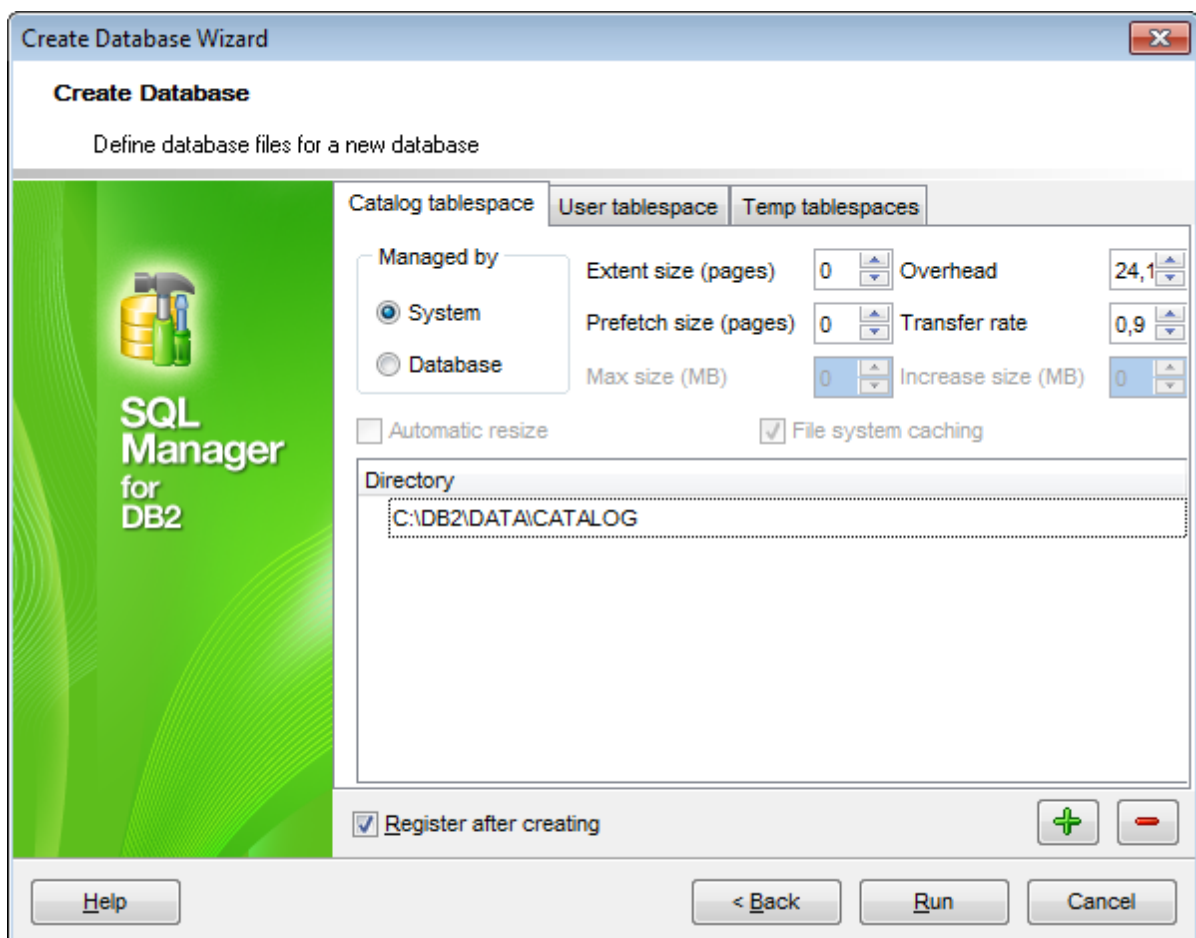 Create Database Wizard
Create Database
Define database files for a new database
Catalog tablespace User tablespace Temp tablespaces
Managed by
System
Database
Extent size (pages) 0 Overhead 24,1
Prefetch size (pages) 0 Transfer rate 0,9
Max size (MB) 0 Increase size (MB) 0
Automatic resize File system caching
Directory
C:\DB2\DATA\CATALOG
SQL
Manager
for
DB2
Register after creating
Help < Back Run Cancel